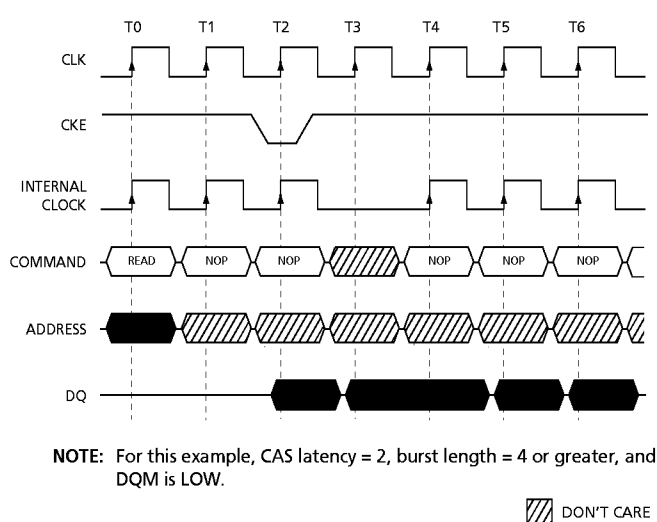 T0 T1 T2 T3 T4 T5 T6
CLK
CKE
INTERNAL
CLOCK
COMMAND READ NOP NOP NOP NOP NOP
ADDRESS
DQ
NOTE: For this example, CAS latency = 2, burst length = 4 or greater, and
DQM is LOW.
DON'T CARE